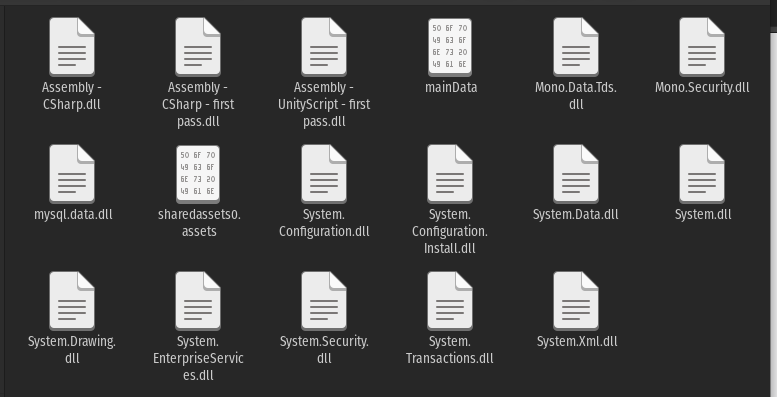 Assembly -
CSharp.dll
Assembly -
CSharp - first
pass.dll
Assembly -
UnityScript - first
pass.dll
50 6F 70
49 63 6F
6E 73 20
49 61 6E
mainData
Mono.Data.Tds.
dll
Mono.Security.dll
mysql.data.dll
50 6F 70
49 63 6F
6E 73 20
49 61 6E
sharedassets0.
assets
System.
Configuration.dll
System.
Configuration.
Install.dll
System.Data.dll
System.dll
System.Drawing.
dll
System.
EnterpriseServic
es.dll
System.Security.
dll
System.
Transactions.dll
System.Xml.dll